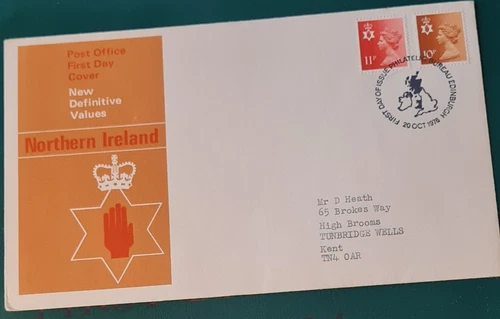 Post Office
First Day
Cover
New
Definitive
Values
Northern Ireland
11P
10P
FIRST DAY OF ISSUE PHILATELIC BUREAU EDINBURGH
20 OCT 1976
Mr D Heath
65 Brokes Way
High Brooms
TUNBRIDGE WELLS
Kent
TN4 OAR